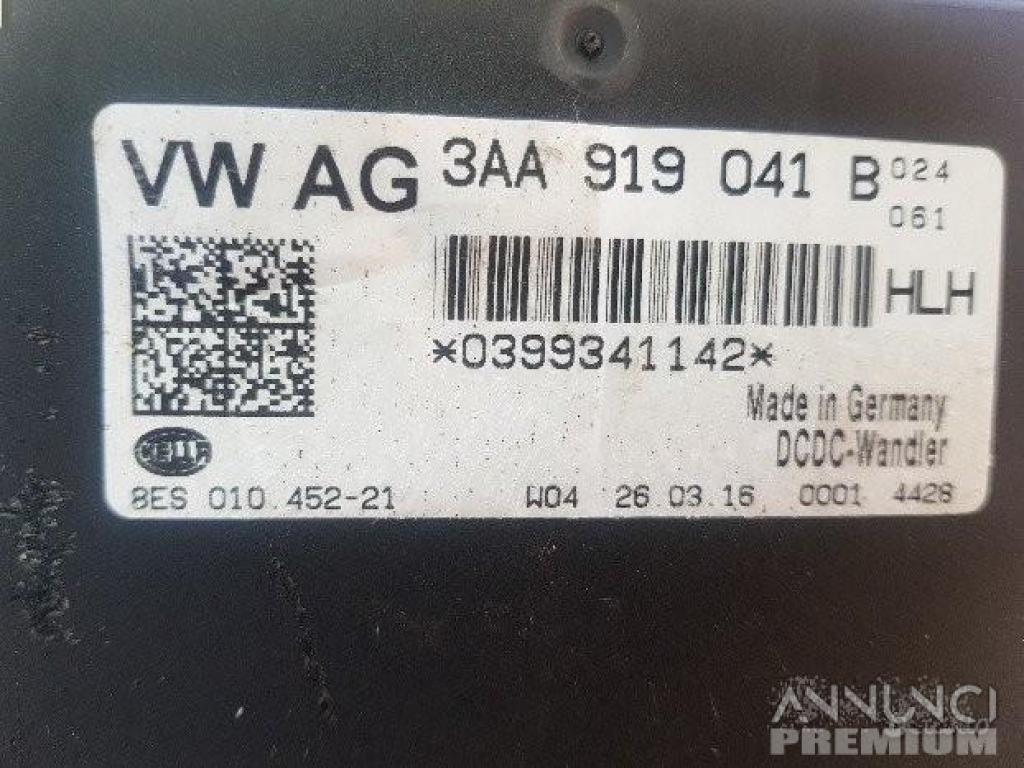 VW AG 3AA 919 041 B 024
061
HLH
*0399341142*
Made in Germany
HELLA
DCDC-Wandler
8ES 010.452-21 W04 26.03.16 0001 4428
ANNUNCI
PREMIUM